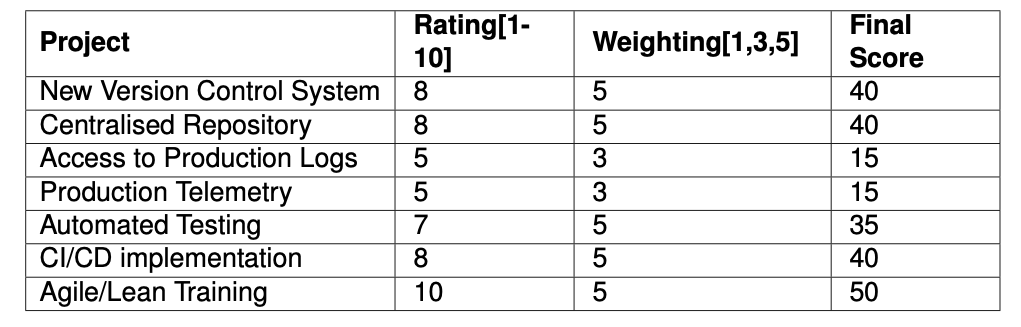 Project Rating[1-10] Weighting[1,3,5] Final Score
New Version Control System 8 5 40
Centralised Repository 8 5 40
Access to Production Logs 5 3 15
Production Telemetry 5 3 15
Automated Testing 7 5 35
CI/CD implementation 8 5 40
Agile/Lean Training 10 5 50